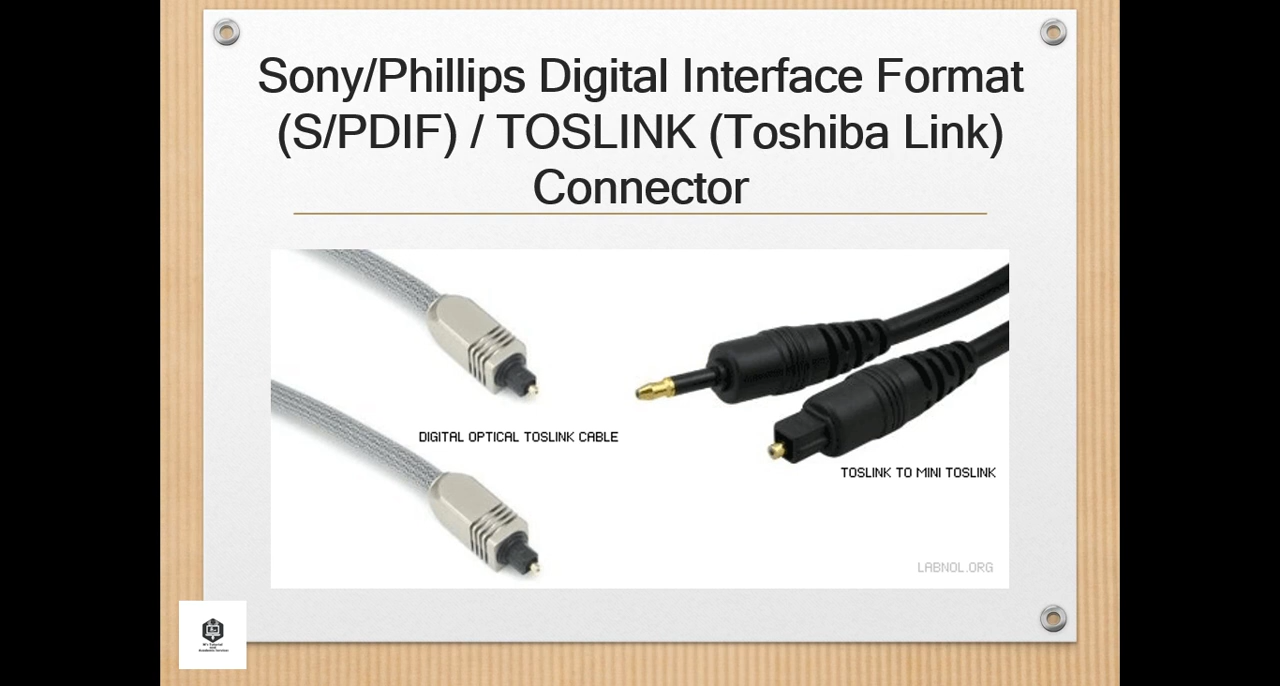 Sony/Phillips Digital Interface Format
(S/PDIF) / TOSLINK (Toshiba Link)
Connector
DIGITAL OPTICAL TOSLINK CABLE
TOSLINK TO MINI TOSLINK
LABNOL.ORG